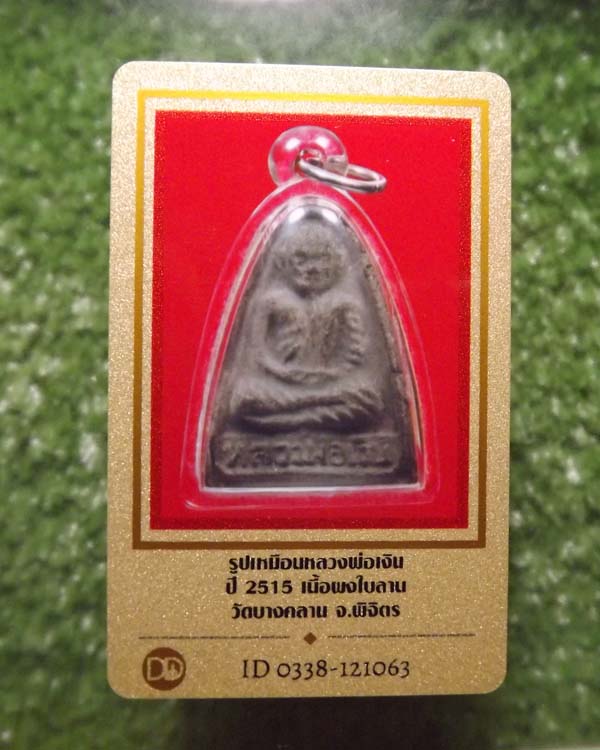 หลวงพ่อเงิน
รูปเหมือนหลวงพ่อเงิน
ปี 2515 เนื้อผงใบลาน
วัดบางคลาน จ.พิจิตร
DD
ID 0338-121063